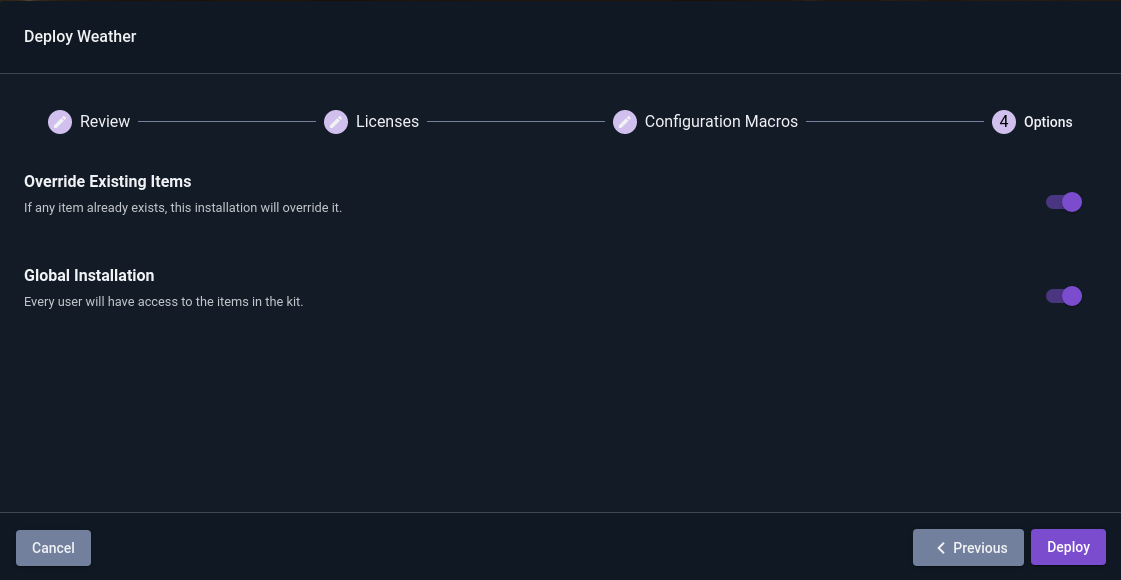 Deploy Weather
Review
Licenses
Configuration Macros
4 Options
Override Existing Items
If any item already exists, this installation will override it.
Global Installation
Every user will have access to the items in the kit.
Cancel
Previous
Deploy